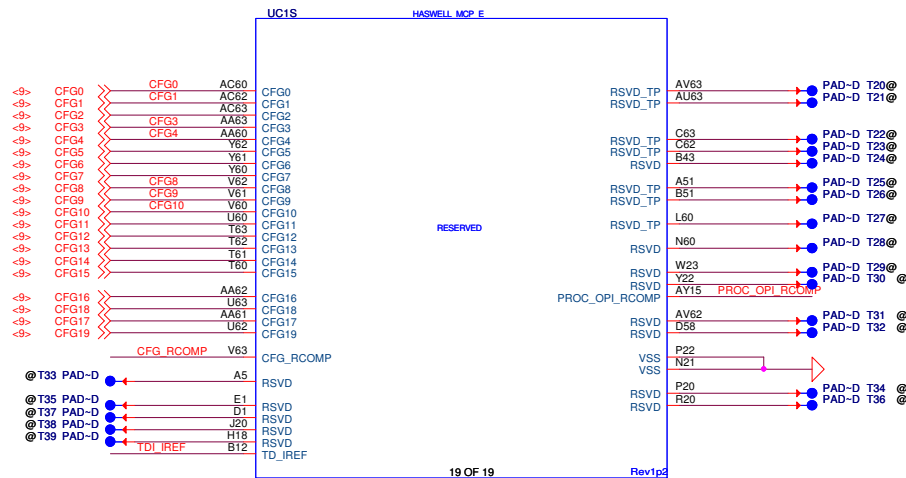 UC1S HASWELL_MCP_E
<9> CFG0 CFG0 AC60 CFG0 RSVD_TP AV63 PAD~D T20@
<9> CFG1 CFG1 AC62 CFG1 RSVD_TP AU63 PAD~D T21@
<9> CFG2 AC63 CFG2
<9> CFG3 CFG3 AA63 CFG3
<9> CFG4 CFG4 AA60 CFG4 RSVD_TP C63 PAD~D T22@
<9> CFG5 Y62 CFG5 RSVD_TP C62 PAD~D T23@
<9> CFG6 Y61 CFG6 RSVD B43 PAD~D T24@
<9> CFG7 Y60 CFG7
<9> CFG8 CFG8 V62 CFG8 RSVD_TP A51 PAD~D T25@
<9> CFG9 CFG9 V61 CFG9 RSVD_TP B51 PAD~D T26@
<9> CFG10 CFG10 V60 CFG10
<9> CFG11 U60 CFG11 RSVD_TP L60 PAD~D T27@
<9> CFG12 T63 CFG12 RESERVED
<9> CFG13 T62 CFG13 RSVD N60 PAD~D T28@
<9> CFG14 T61 CFG14
<9> CFG15 T60 CFG15 RSVD W23 PAD~D T29@
RSVD Y22 PAD~D T30 @
<9> CFG16 AA62 CFG16 PROC_OPI_RCOMP AY15 PROC_OPI_RCOMP
<9> CFG18 U63 CFG18
<9> CFG17 AA61 CFG17 RSVD AV62 PAD~D T31 @
<9> CFG19 U62 CFG19 RSVD D58 PAD~D T32 @
CFG_RCOMP V63 CFG_RCOMP VSS P22
VSS N21
@T33 PAD~D A5 RSVD
RSVD P20 PAD~D T34 @
@T35 PAD~D E1 RSVD RSVD R20 PAD~D T36 @
@T37 PAD~D D1 RSVD
@T38 PAD~D J20 RSVD
@T39 PAD~D H18 RSVD
TDI_IREF B12 TD_IREF
19 OF 19 Rev1p2